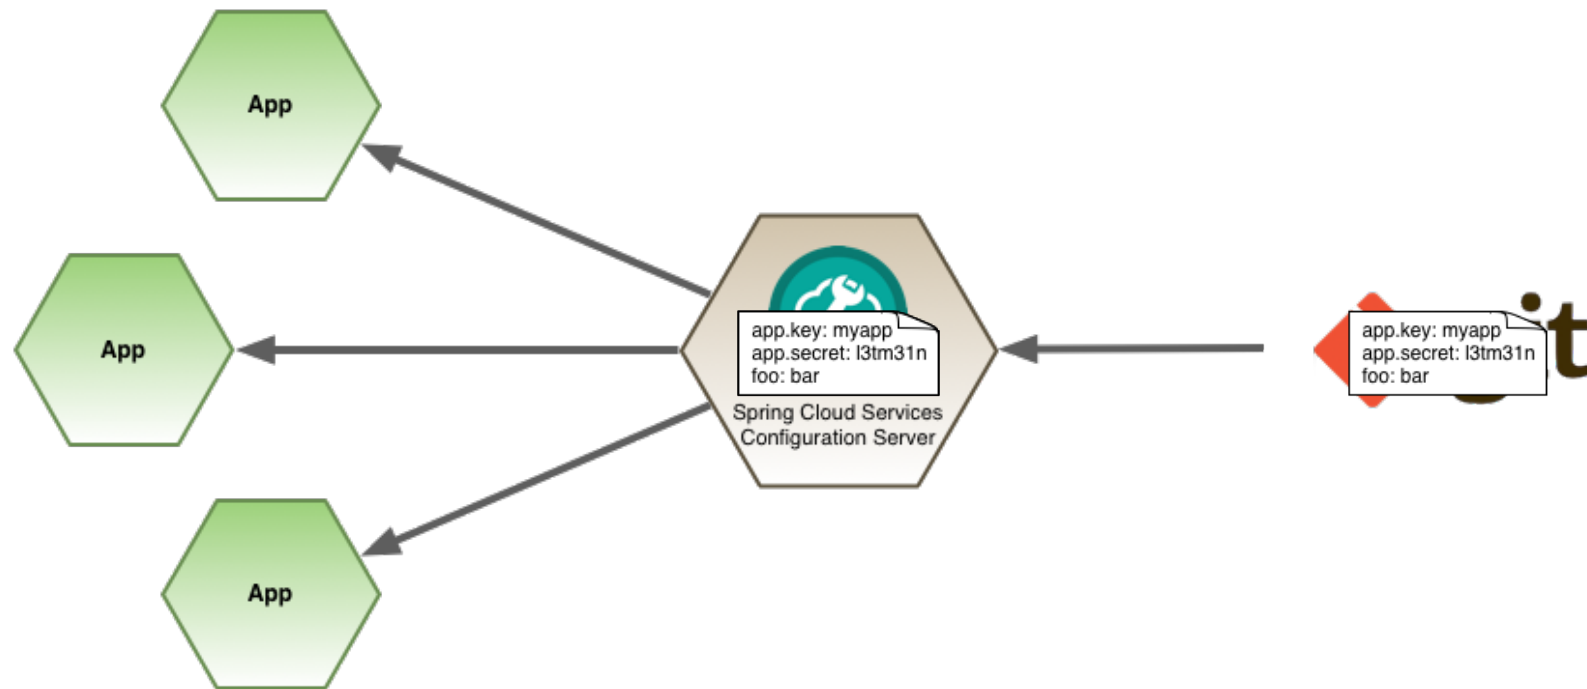 App
App
App
app.key: myapp
app.secret: l3tm31n
foo: bar
Spring Cloud Services
Configuration Server
app.key: myapp
app.secret: l3tm31n
foo: bar